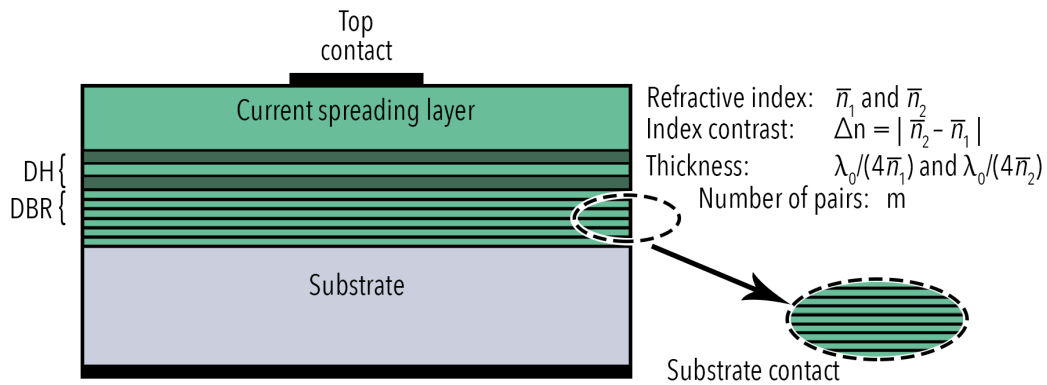 Top
contact
Current spreading layer
DH {
DBR {
Substrate
Refractive index: n̅₁ and n̅₂
Index contrast: Δn = | n̅₂ – n̅₁ |
Thickness: λ₀/(4n̅₁) and λ₀/(4n̅₂)
Number of pairs: m
Substrate contact